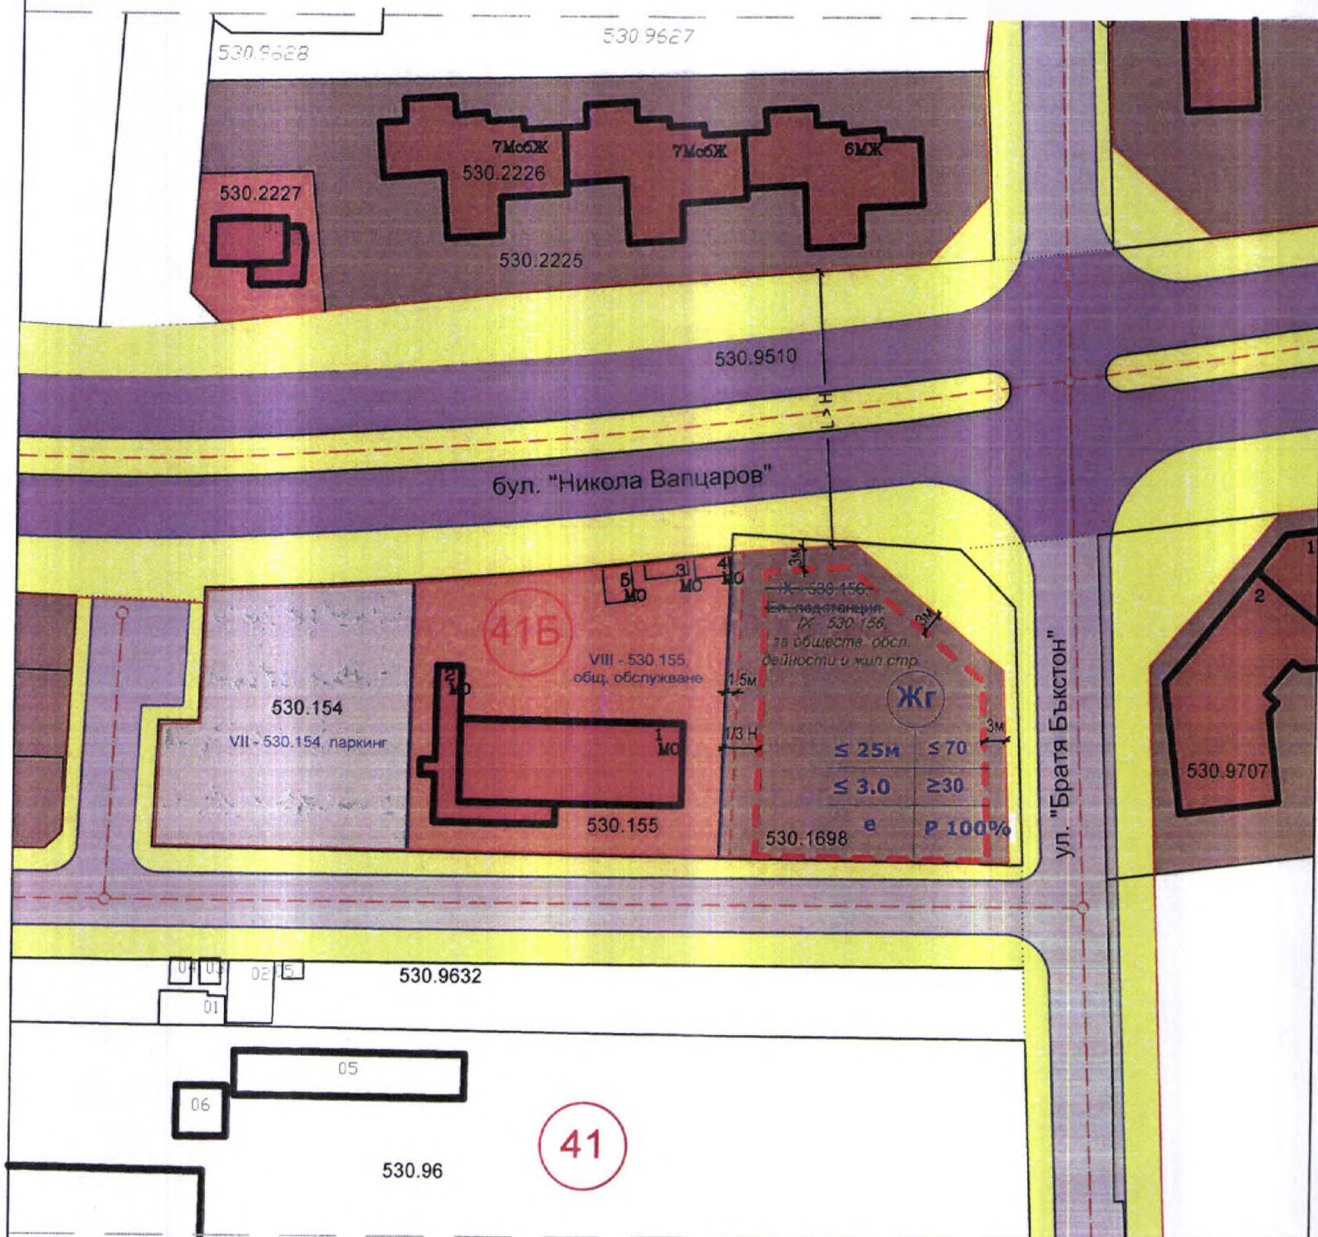 530.9628
530.9627
7МсбЖ
7МсбЖ
6МЖ
530.2226
530.2227
01
530.2225
530.9510
L > H
бул. "Никола Вапцаров"
41Б
5
МО
3
МО
4
МО
3м
IX - 530 156,
Ел. подстанция
IX 530 156,
за обществ. обсл.
дейности и жил.стр.
3м
VIII - 530 155,
общ. обслужване
1.5м
Жг
2
МО
530.154
VII - 530.154, паркинг
1
МО
1/3 Н
3м
≤ 25м ≤ 70
≤ 3.0 ≥30
е Р 100%
530.155
530.1698
ул. "Братя Бъкстон"
1
2
530.9707
04 03 02 05
01
530.9632
05
06
41
530.96